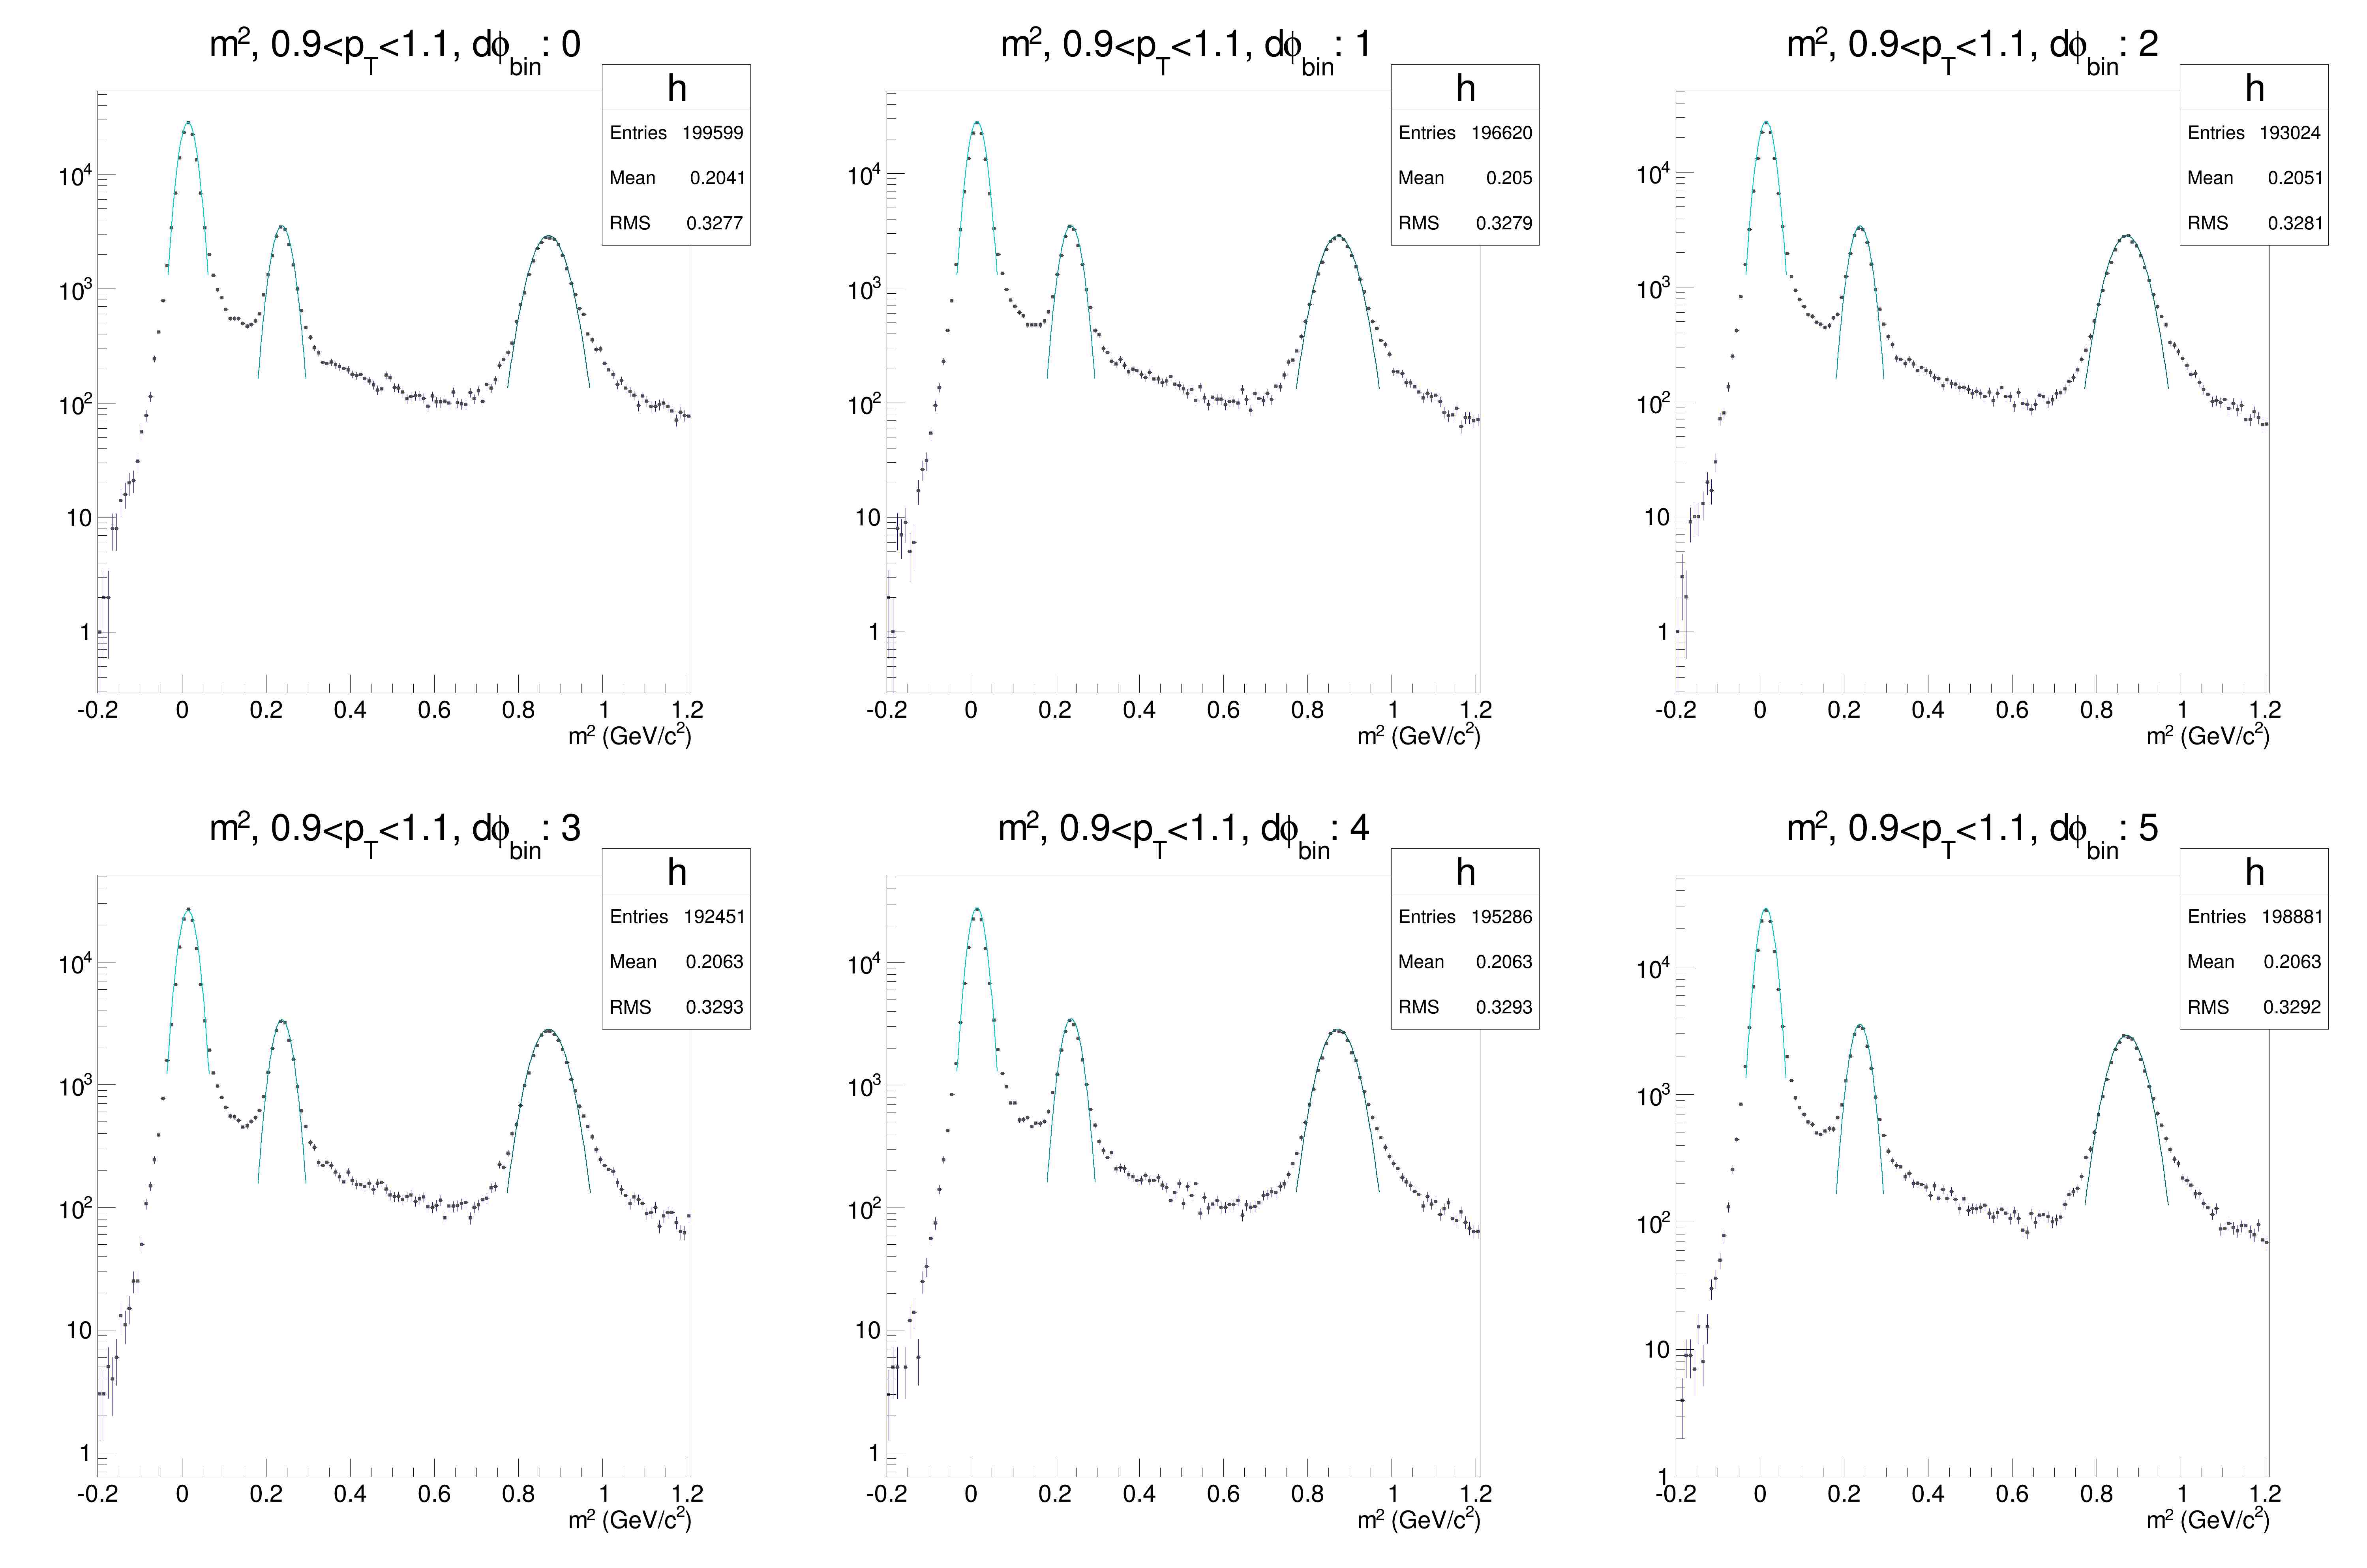 m², 0.9<p_T<1.1, dϕ_bin: 0
h
Entries 199599
Mean 0.2041
RMS 0.3277
10⁴
10³
10²
10
1
-0.2 0 0.2 0.4 0.6 0.8 1 1.2
m² (GeV/c²)
m², 0.9<p_T<1.1, dϕ_bin: 1
h
Entries 196620
Mean 0.205
RMS 0.3279
10⁴
10³
10²
10
1
-0.2 0 0.2 0.4 0.6 0.8 1 1.2
m² (GeV/c²)
m², 0.9<p_T<1.1, dϕ_bin: 2
h
Entries 193024
Mean 0.2051
RMS 0.3281
10⁴
10³
10²
10
1
-0.2 0 0.2 0.4 0.6 0.8 1 1.2
m² (GeV/c²)
m², 0.9<p_T<1.1, dϕ_bin: 3
h
Entries 192451
Mean 0.2063
RMS 0.3293
10⁴
10³
10²
10
1
-0.2 0 0.2 0.4 0.6 0.8 1 1.2
m² (GeV/c²)
m², 0.9<p_T<1.1, dϕ_bin: 4
h
Entries 195286
Mean 0.2063
RMS 0.3293
10⁴
10³
10²
10
1
-0.2 0 0.2 0.4 0.6 0.8 1 1.2
m² (GeV/c²)
m², 0.9<p_T<1.1, dϕ_bin: 5
h
Entries 198881
Mean 0.2063
RMS 0.3292
10⁴
10³
10²
10
1
-0.2 0 0.2 0.4 0.6 0.8 1 1.2
m² (GeV/c²)